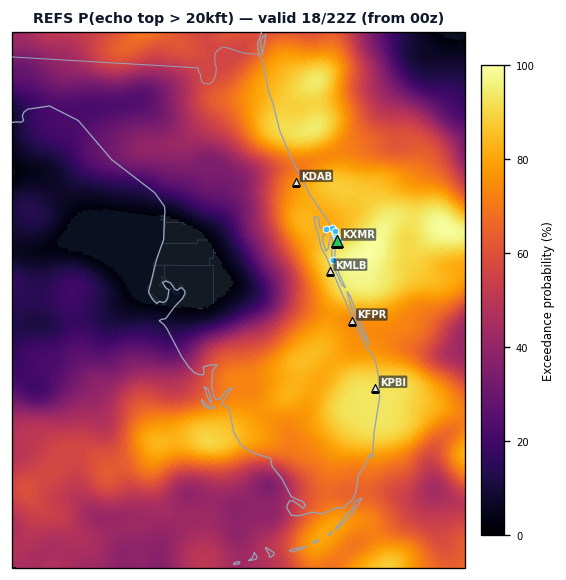 REFS P(echo top > 20kft) — valid 18/22Z (from 00z)
KDAB
KXMR
KMLB
KFPR
KPBI
100
80
60
40
20
0
Exceedance probability (%)